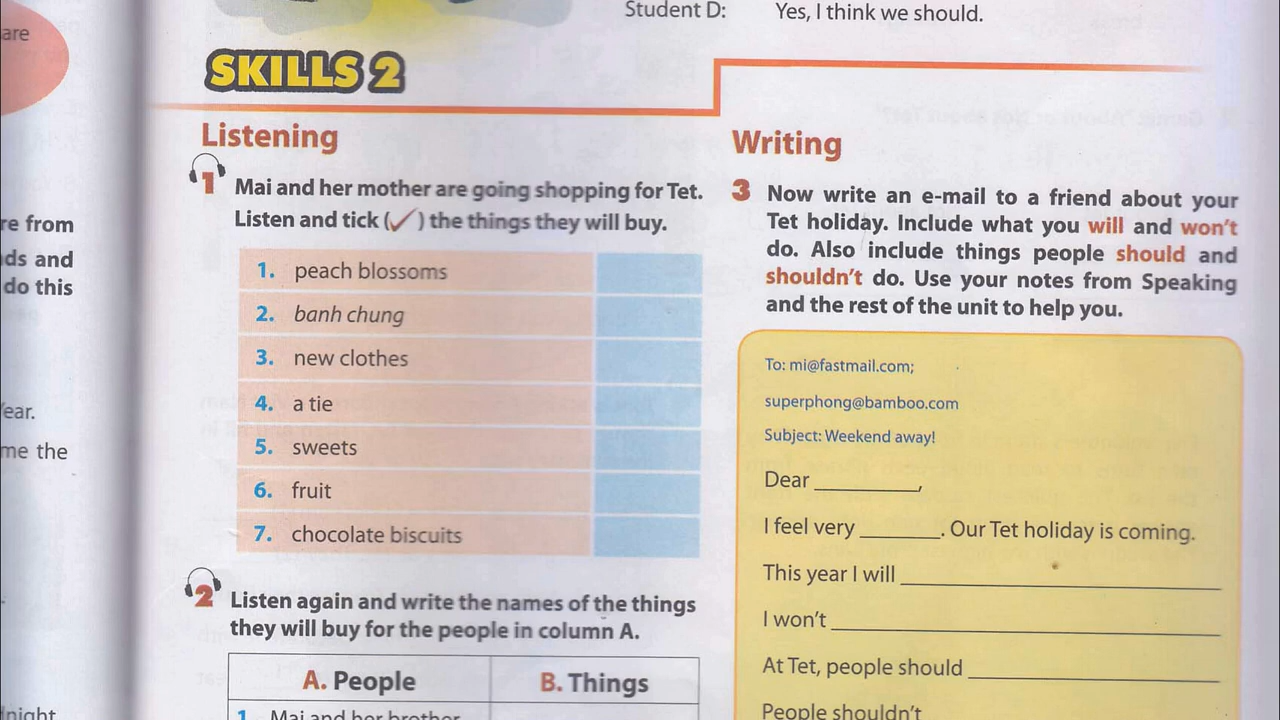 are
re from
ds and
do this
ear.
me the
dnight
Student D: Yes, I think we should.
SKILLS 2
Listening
1 Mai and her mother are going shopping for Tet.
Listen and tick (✓) the things they will buy.
1. peach blossoms
2. banh chung
3. new clothes
4. a tie
5. sweets
6. fruit
7. chocolate biscuits
2 Listen again and write the names of the things
they will buy for the people in column A.
A. People B. Things
1. Mai and her brother
Writing
3 Now write an e-mail to a friend about your
Tet holiday. Include what you will and won't
do. Also include things people should and
shouldn't do. Use your notes from Speaking
and the rest of the unit to help you.
To: mi@fastmail.com;
superphong@bamboo.com
Subject: Weekend away!
Dear ________,
I feel very ________. Our Tet holiday is coming.
This year I will ________
I won't ________
At Tet, people should ________
People shouldn't